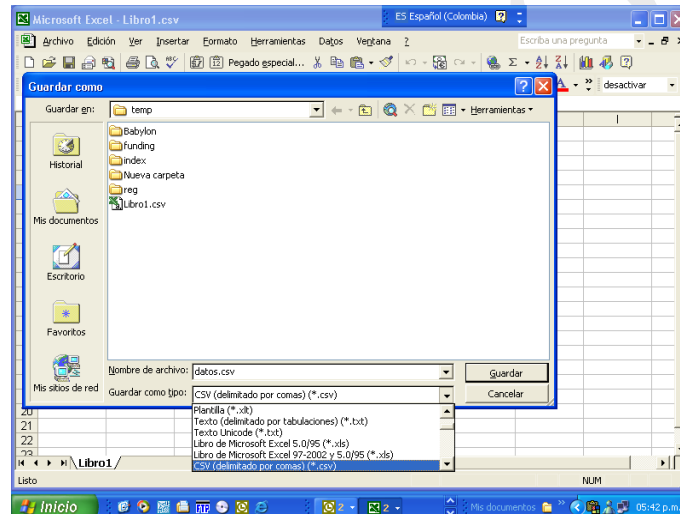 Microsoft Excel - Libro1.csv
ES Español (Colombia)
Archivo Edición Ver Insertar Formato Herramientas Datos Ventana ?
Escriba una pregunta
Pegado especial...
Guardar como
desactivar
Guardar en: temp
Herramientas
I
Historial
Mis documentos
Escritorio
Favoritos
Mis sitios de red
Babylon
funding
index
Nueva carpeta
reg
Libro1.csv
Nombre de archivo: datos.csv
Guardar
Guardar como tipo: CSV (delimitado por comas) (*.csv)
Cancelar
Plantilla (*.xlt)
Texto (delimitado por tabulaciones) (*.txt)
Texto Unicode (*.txt)
Libro de Microsoft Excel 5.0/95 (*.xls)
Libro de Microsoft Excel 97-2002 y 5.0/95 (*.xls)
CSV (delimitado por comas) (*.csv)
20
21
22
23
Libro1
Listo
NUM
Inicio
2
2
Mis documentos
05:42 p.m.